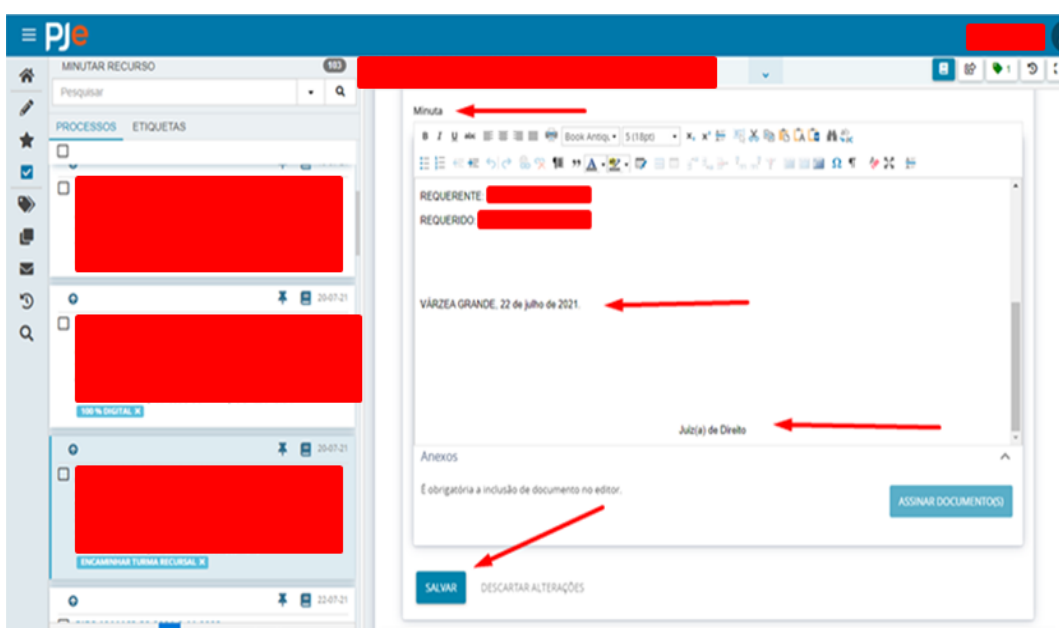 PJe
MINUTAR RECURSO
103
Pesquisar
PROCESSOS ETIQUETAS
20-07-21
100 % DIGITAL X
20-07-21
ENCAMINHAR TURMA RECURSAL X
22-07-21
1
Minuta
B I U abc Book Antiq. 5 (18pt) x, x'
REQUERENTE:
REQUERIDO:
VÁRZEA GRANDE, 22 de julho de 2021.
Juiz(a) de Direito
Anexos
É obrigatória a inclusão de documento no editor.
ASSINAR DOCUMENTO(S)
SALVAR DESCARTAR ALTERAÇÕES